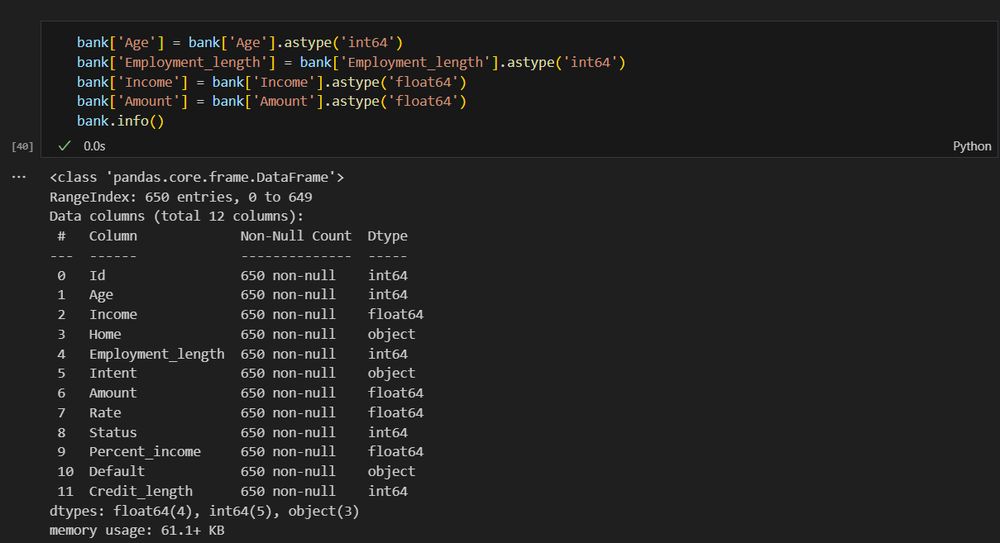 bank['Age'] = bank['Age'].astype('int64')
bank['Employment_length'] = bank['Employment_length'].astype('int64')
bank['Income'] = bank['Income'].astype('float64')
bank['Amount'] = bank['Amount'].astype('float64')
bank.info()
[40] ✓ 0.0s Python
... <class 'pandas.core.frame.DataFrame'>
RangeIndex: 650 entries, 0 to 649
Data columns (total 12 columns):
 #   Column             Non-Null Count  Dtype
---  ------             --------------  -----
 0   Id                 650 non-null    int64
 1   Age                650 non-null    int64
 2   Income             650 non-null    float64
 3   Home               650 non-null    object
 4   Employment_length  650 non-null    int64
 5   Intent             650 non-null    object
 6   Amount             650 non-null    float64
 7   Rate               650 non-null    float64
 8   Status             650 non-null    int64
 9   Percent_income     650 non-null    float64
 10  Default            650 non-null    object
 11  Credit_length      650 non-null    int64
dtypes: float64(4), int64(5), object(3)
memory usage: 61.1+ KB